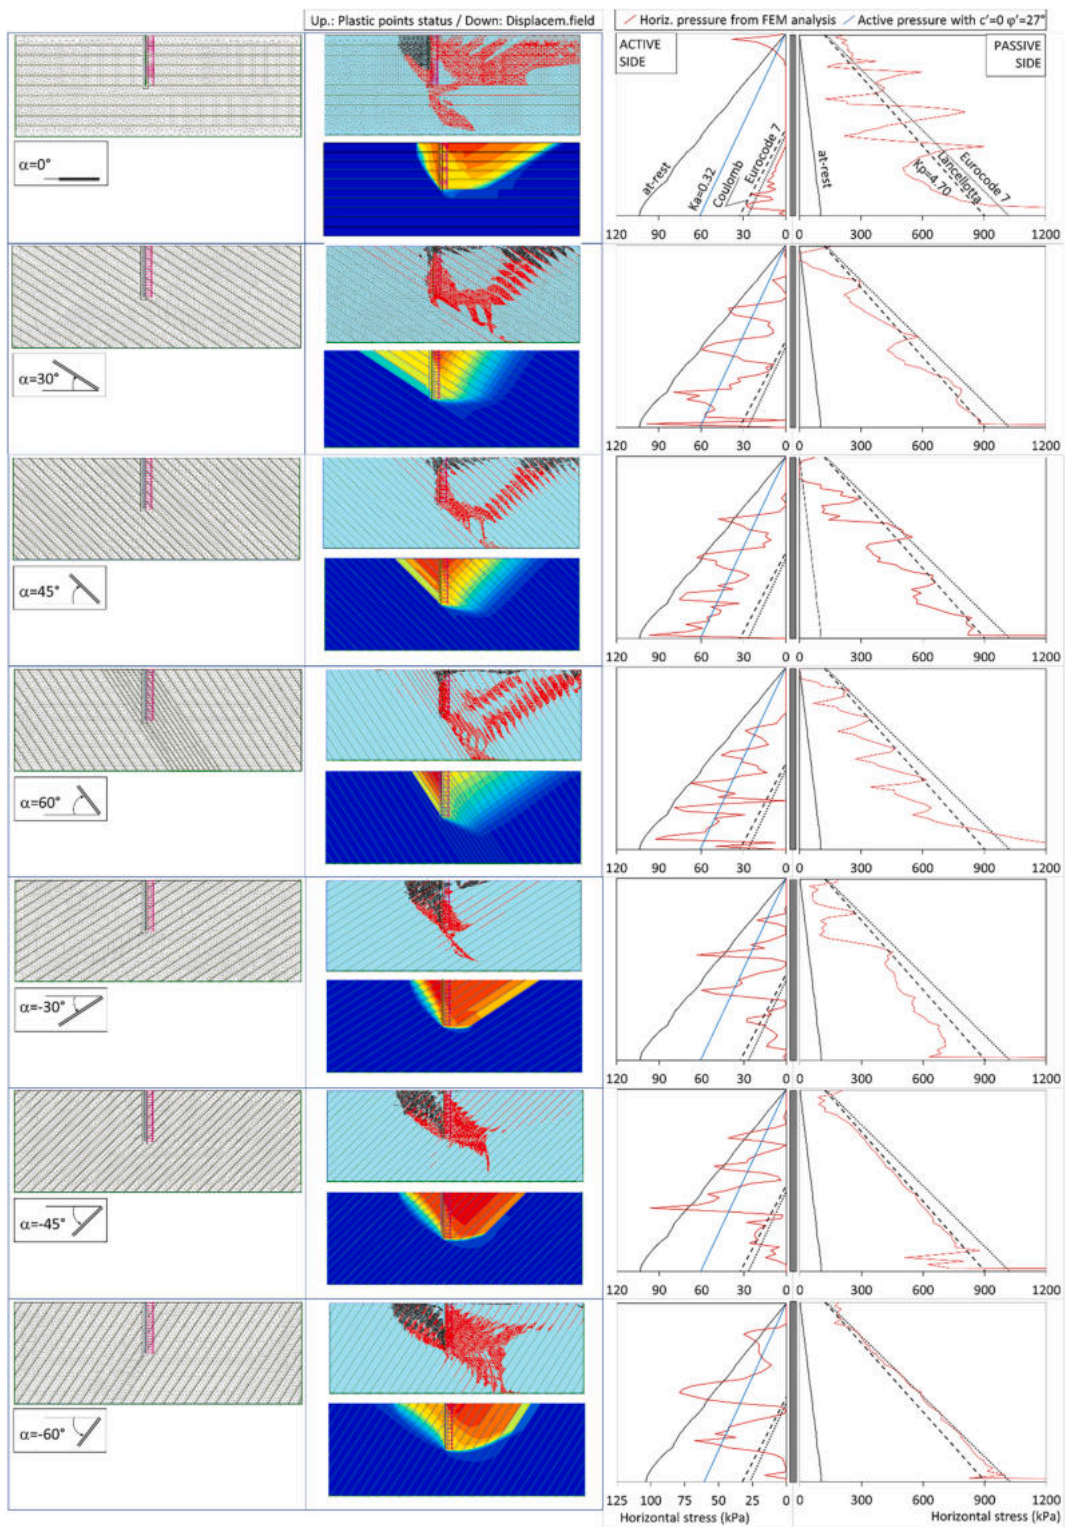 Up.: Plastic points status / Down: Displacem.field
Horiz. pressure from FEM analysis
Active pressure with c'=0 φ'=27°
ACTIVE
SIDE
PASSIVE
SIDE
at-rest
Ka=0.32
Coulomb
Eurocode 7
at-rest
Kp=4.70
Lancellotta
Eurocode 7
α=0°
120 90 60 30 0 0 300 600 900 1200
α=30°
120 90 60 30 0 0 300 600 900 1200
α=45°
120 90 60 30 0 0 300 600 900 1200
α=60°
120 90 60 30 0 0 300 600 900 1200
α=-30°
120 90 60 30 0 0 300 600 900 1200
α=-45°
120 90 60 30 0 0 300 600 900 1200
α=-60°
125 100 75 50 25 0 0 300 600 900 1200
Horizontal stress (kPa)
Horizontal stress (kPa)